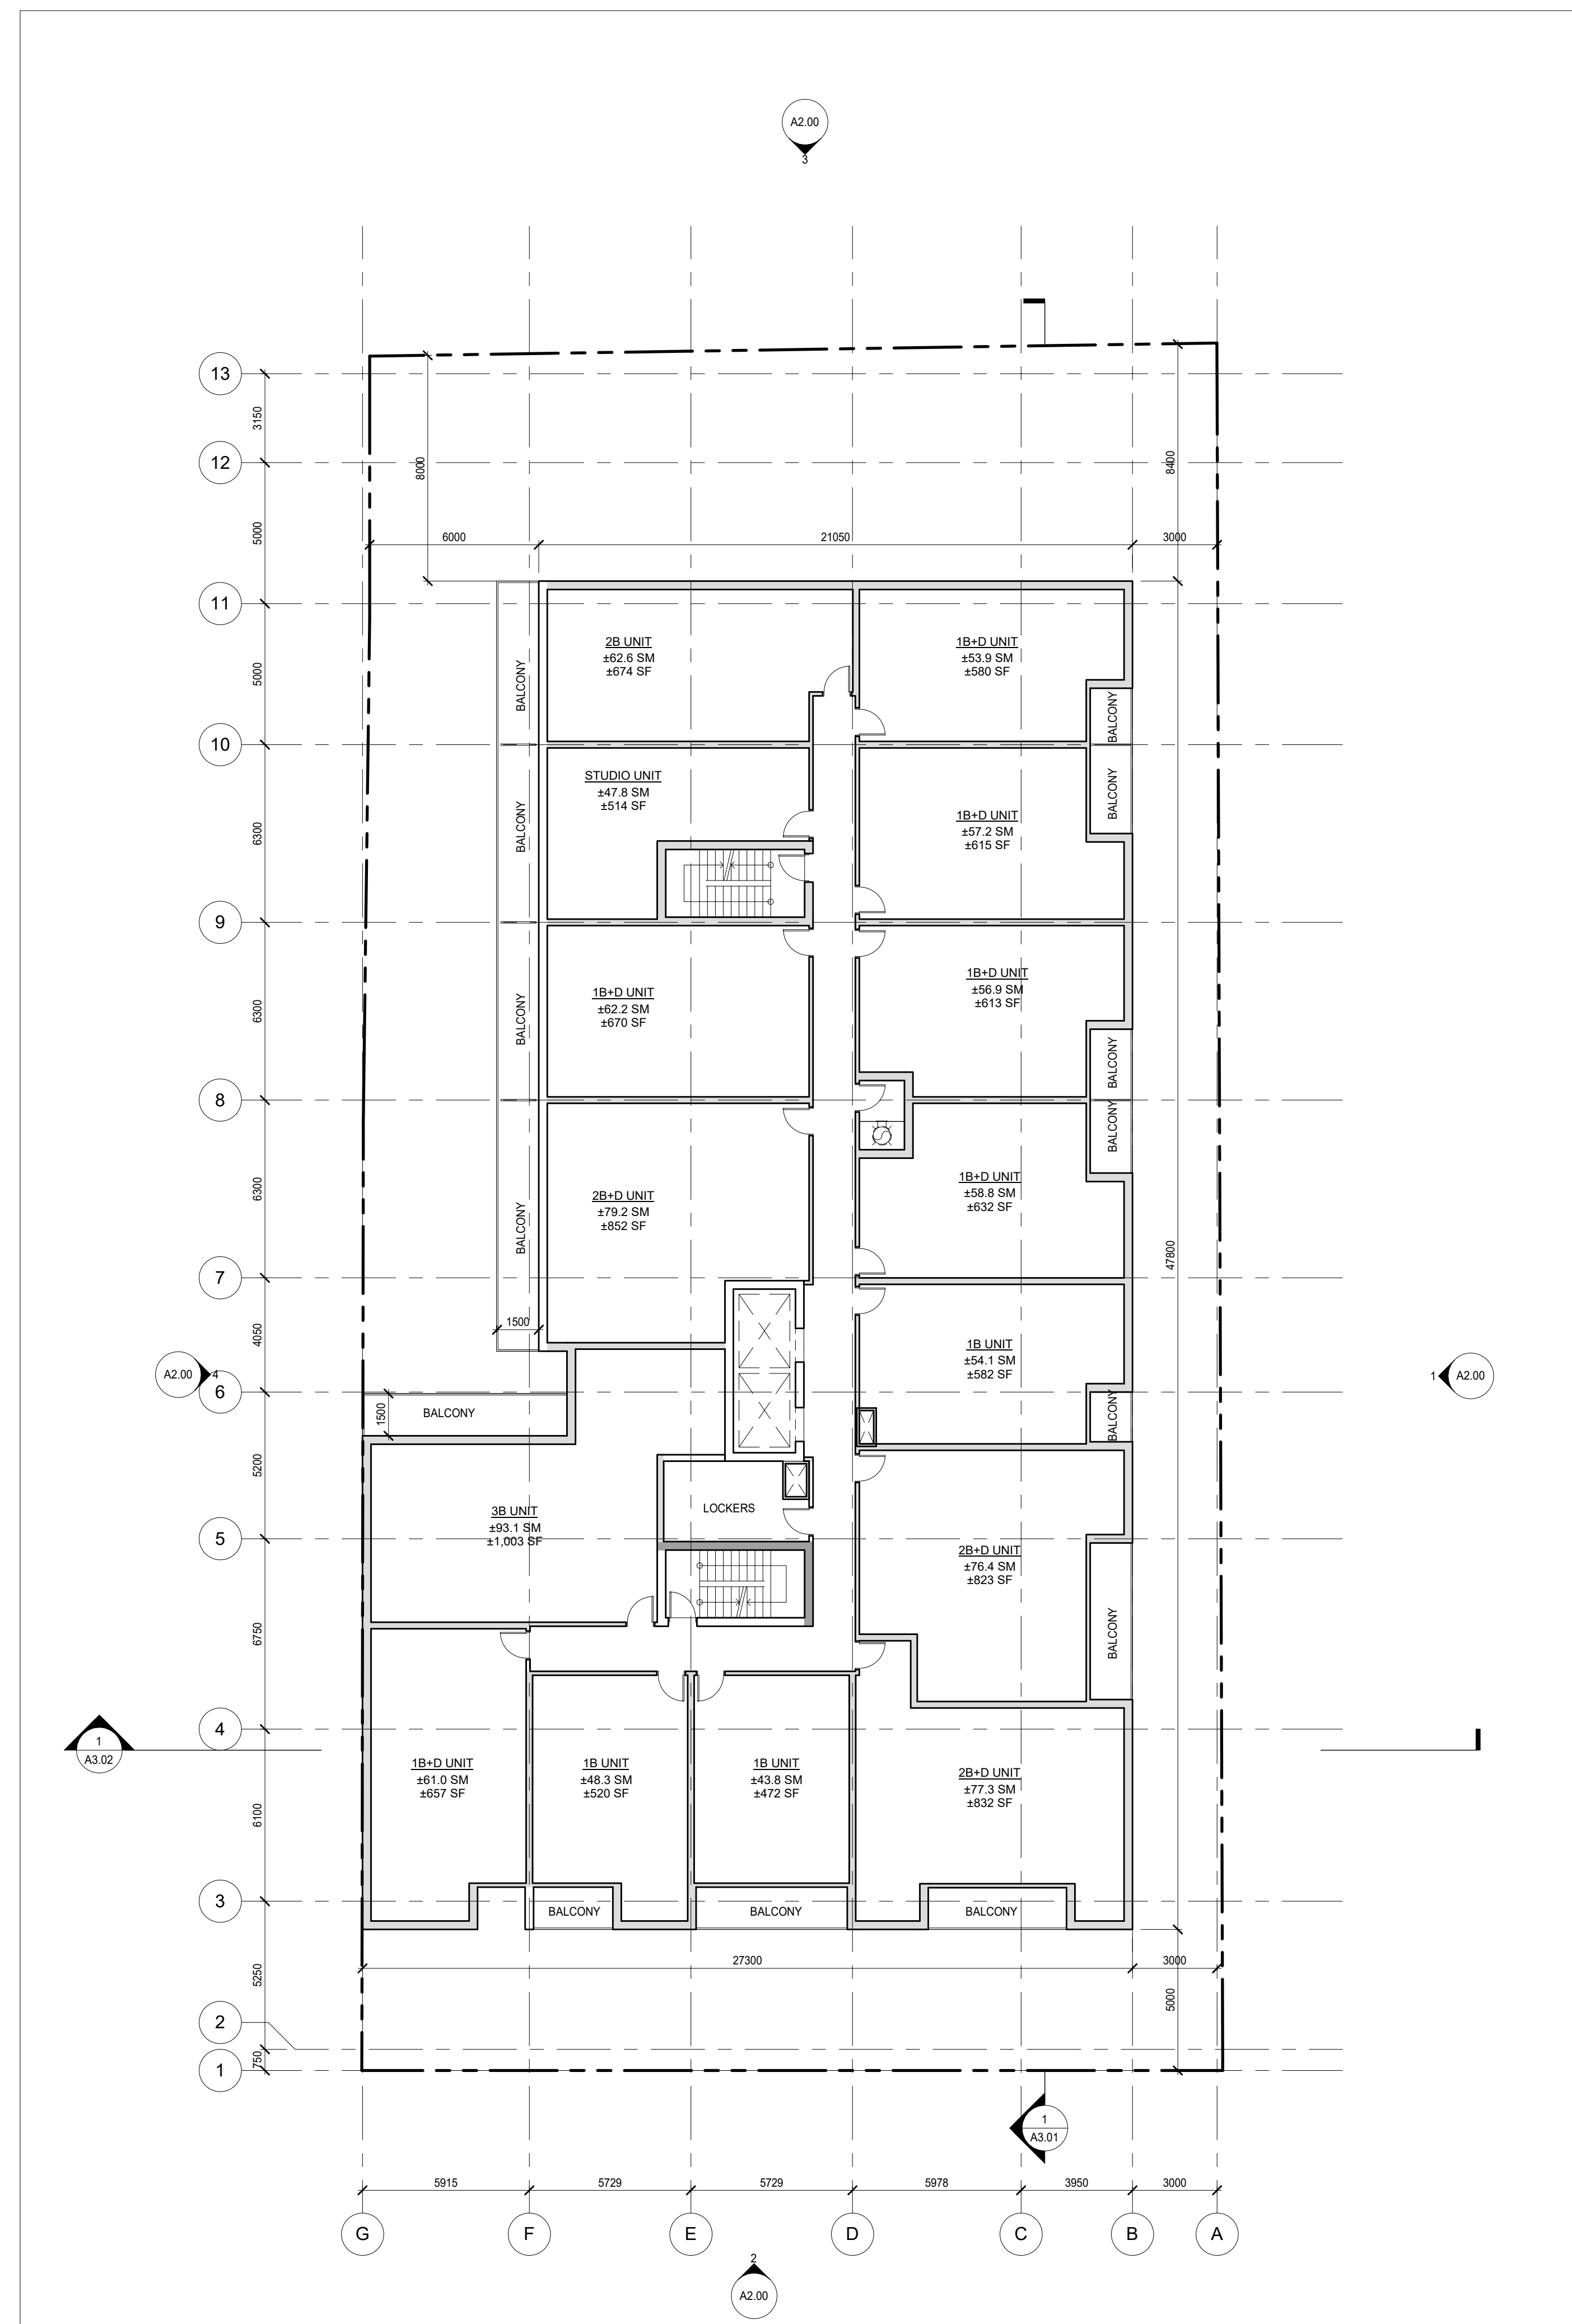 A2.00
3
13
3150
12
8000
8400
5000
6000
21050
3000
11
2B UNIT
±62.6 SM
±674 SF
1B+D UNIT
±53.9 SM
±580 SF
5000
BALCONY
BALCONY
10
STUDIO UNIT
±47.8 SM
±514 SF
1B+D UNIT
±57.2 SM
±615 SF
6300
BALCONY
BALCONY
9
1B+D UNIT
±62.2 SM
±670 SF
1B+D UNIT
±56.9 SM
±613 SF
6300
BALCONY
BALCONY
8
BALCONY
2B+D UNIT
±79.2 SM
±852 SF
1B+D UNIT
±58.8 SM
±632 SF
6300
BALCONY
47800
7
1500
4050
1B UNIT
±54.1 SM
±582 SF
A2.00
4
1
A2.00
6
1500
BALCONY
BALCONY
5200
3B UNIT
±93.1 SM
±1,003 SF
LOCKERS
5
2B+D UNIT
±76.4 SM
±823 SF
6750
BALCONY
4
1
A3.02
1B+D UNIT
±61.0 SM
±657 SF
1B UNIT
±48.3 SM
±520 SF
1B UNIT
±43.8 SM
±472 SF
2B+D UNIT
±77.3 SM
±832 SF
6100
3
BALCONY
BALCONY
BALCONY
27300
3000
5250
5000
2
750
1
1
A3.01
5915
5729
5729
5978
3950
3000
G
F
E
D
C
B
A
2
A2.00